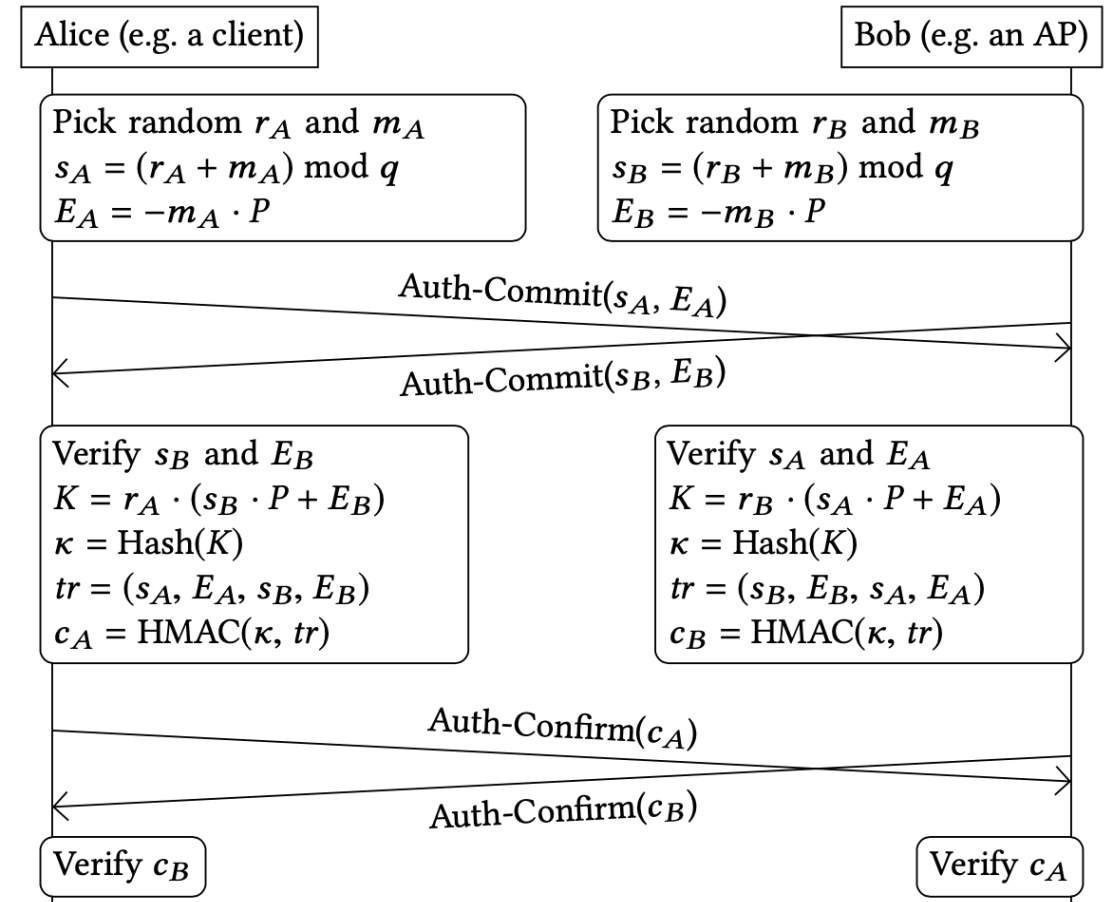 Alice (e.g. a client)
Bob (e.g. an AP)
Pick random r_A and m_A
s_A = (r_A + m_A) mod q
E_A = −m_A · P
Pick random r_B and m_B
s_B = (r_B + m_B) mod q
E_B = −m_B · P
Auth-Commit(s_A, E_A)
Auth-Commit(s_B, E_B)
Verify s_B and E_B
K = r_A · (s_B · P + E_B)
κ = Hash(K)
tr = (s_A, E_A, s_B, E_B)
c_A = HMAC(κ, tr)
Verify s_A and E_A
K = r_B · (s_A · P + E_A)
κ = Hash(K)
tr = (s_B, E_B, s_A, E_A)
c_B = HMAC(κ, tr)
Auth-Confirm(c_A)
Auth-Confirm(c_B)
Verify c_B
Verify c_A